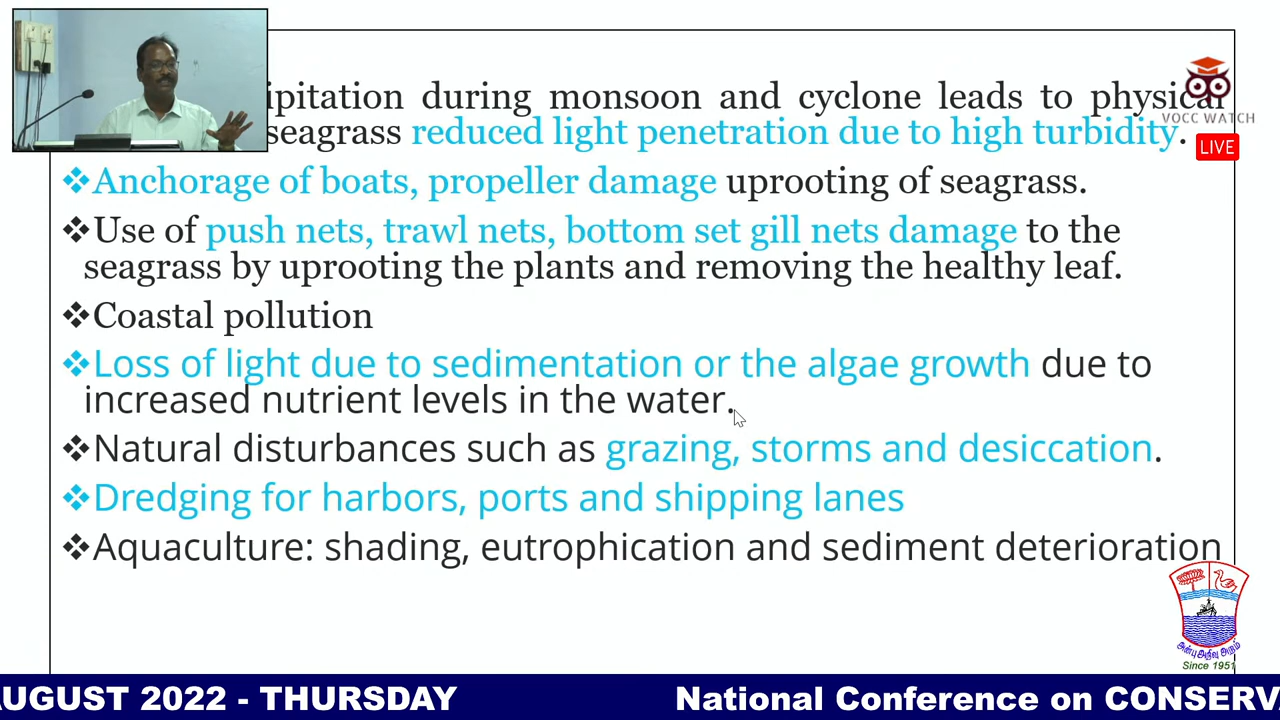 ipitation during monsoon and cyclone leads to physical
seagrass reduced light penetration due to high turbidity.
VOCC WATCH
LIVE
❖Anchorage of boats, propeller damage uprooting of seagrass.
❖Use of push nets, trawl nets, bottom set gill nets damage to the
seagrass by uprooting the plants and removing the healthy leaf.
❖Coastal pollution
❖Loss of light due to sedimentation or the algae growth due to
increased nutrient levels in the water.
❖Natural disturbances such as grazing, storms and desiccation.
❖Dredging for harbors, ports and shipping lanes
❖Aquaculture: shading, eutrophication and sediment deterioration
அன்பு அறிவு அருள்
Since 1951
AUGUST 2022 - THURSDAY National Conference on CONSERVA